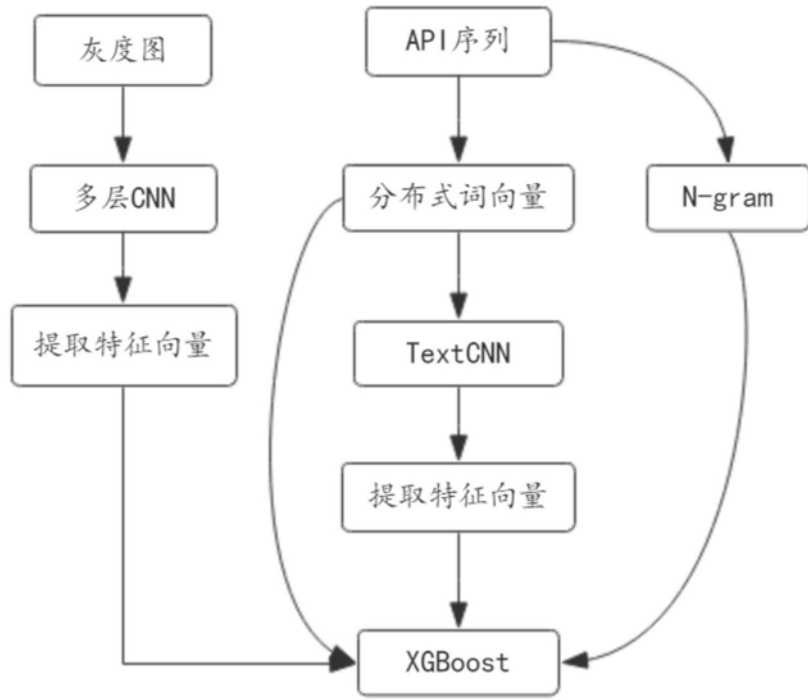 灰度图
API序列
多层CNN
分布式词向量
N-gram
提取特征向量
TextCNN
提取特征向量
XGBoost